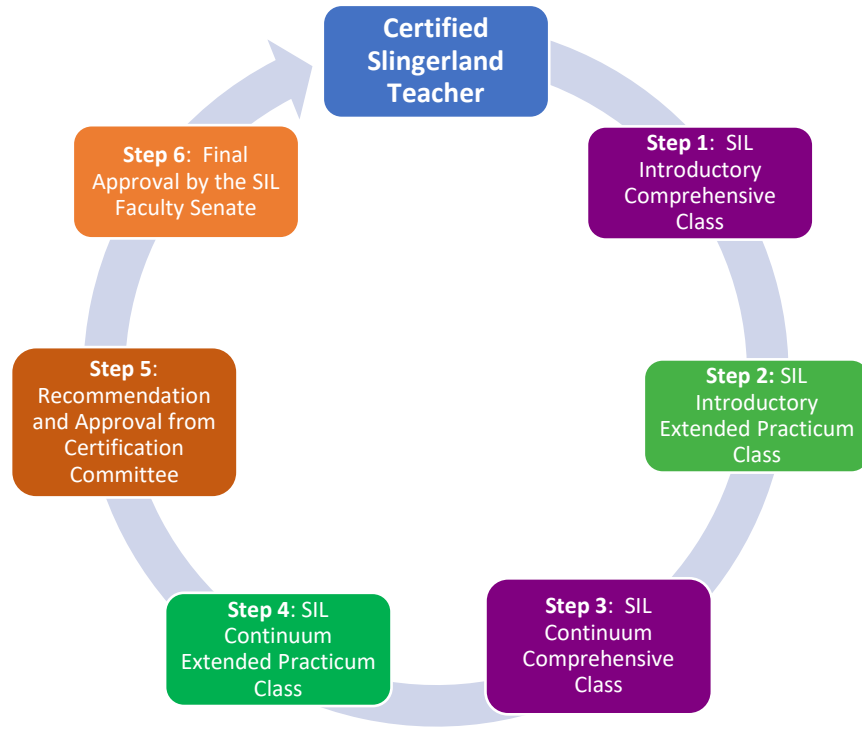 Certified
Slingerland
Teacher
Step 1: SIL
Introductory
Comprehensive
Class
Step 2: SIL
Introductory
Extended Practicum
Class
Step 3: SIL
Continuum
Comprehensive
Class
Step 4: SIL
Continuum
Extended Practicum
Class
Step 5:
Recommendation
and Approval from
Certification
Committee
Step 6: Final
Approval by the SIL
Faculty Senate